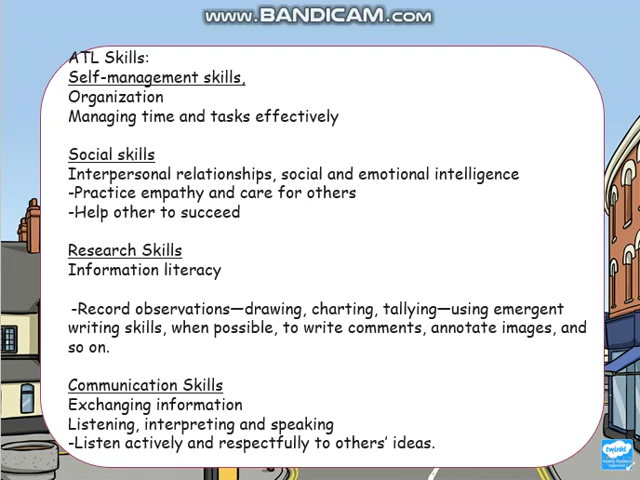 www.BANDICAM.com
ATL Skills:
Self-management skills,
Organization
Managing time and tasks effectively
Social skills
Interpersonal relationships, social and emotional intelligence
-Practice empathy and care for others
-Help other to succeed
Research Skills
Information literacy
-Record observations—drawing, charting, tallying—using emergent
writing skills, when possible, to write comments, annotate images, and
so on.
Communication Skills
Exchanging information
Listening, interpreting and speaking
-Listen actively and respectfully to others’ ideas.
twinkl